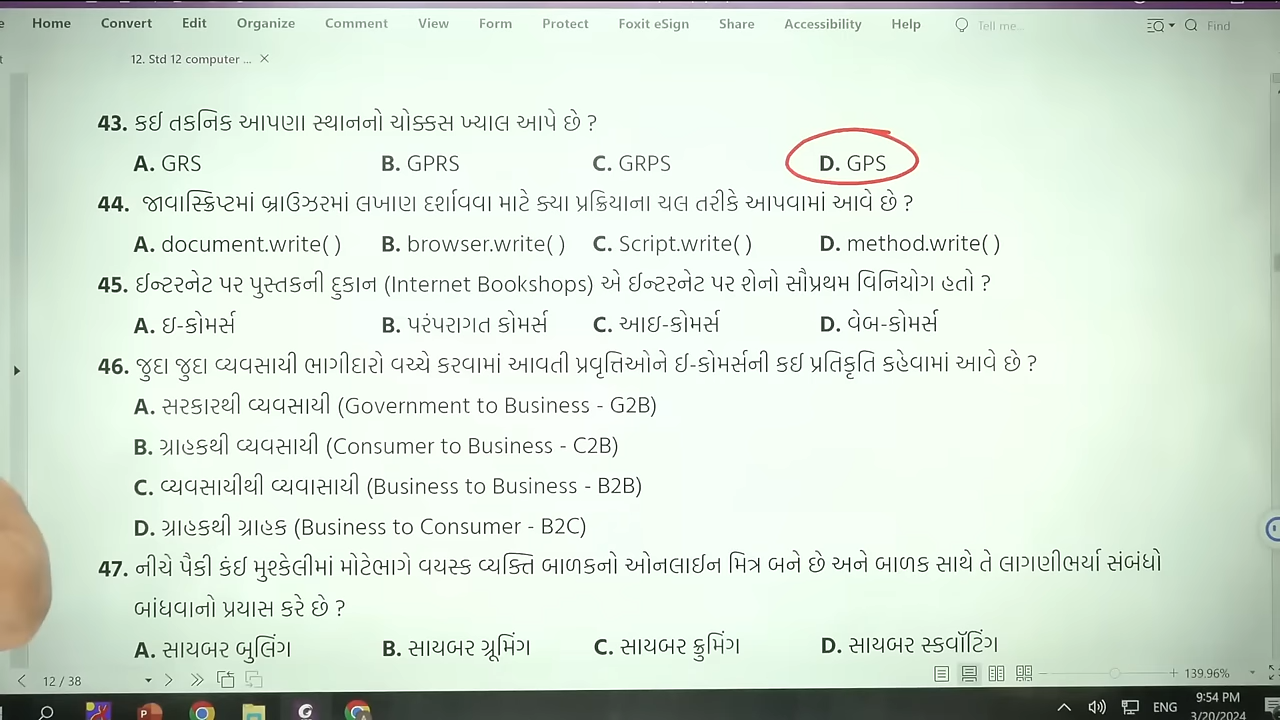 Home Convert Edit Organize Comment View Form Protect Foxit eSign Share Accessibility Help Tell me... Find
12. Std 12 computer ...
43. કઈ તકનિક આપણા સ્થાનનો ચોક્કસ ખ્યાલ આપે છે ?
A. GRS B. GPRS C. GRPS D. GPS
44. જાવાસ્ક્રિપ્ટમાં બ્રાઉઝરમાં લખાણ દર્શાવવા માટે ક્યા પ્રક્રિયાના ચલ તરીકે આપવામાં આવે છે ?
A. document.write( ) B. browser.write( ) C. Script.write( ) D. method.write( )
45. ઈન્ટરનેટ પર પુસ્તકની દુકાન (Internet Bookshops) એ ઈન્ટરનેટ પર શેનો સૌપ્રથમ વિનિયોગ હતો ?
A. ઇ-કોમર્સ B. પરંપરાગત કોમર્સ C. આઇ-કોમર્સ D. વેબ-કોમર્સ
46. જુદા જુદા વ્યવસાયી ભાગીદારો વચ્ચે કરવામાં આવતી પ્રવૃત્તિઓને ઈ-કોમર્સની કઈ પ્રતિકૃતિ કહેવામાં આવે છે ?
A. સરકારથી વ્યવસાયી (Government to Business - G2B)
B. ગ્રાહકથી વ્યવસાયી (Consumer to Business - C2B)
C. વ્યવસાયીથી વ્યવાસાયી (Business to Business - B2B)
D. ગ્રાહકથી ગ્રાહક (Business to Consumer - B2C)
47. નીચે પૈકી કંઈ મુશ્કેલીમાં મોટેભાગે વયસ્ક વ્યક્તિ બાળકનો ઓનલાઈન મિત્ર બને છે અને બાળક સાથે તે લાગણીભર્યા સંબંધો
બાંધવાનો પ્રયાસ કરે છે ?
A. સાયબર બુલિંગ B. સાયબર ગ્રૂમિંગ C. સાયબર ક્રુમિંગ D. સાયબર સ્કવૉટિંગ
12 / 38 139.96%
ENG 9:54 PM
3/20/2024